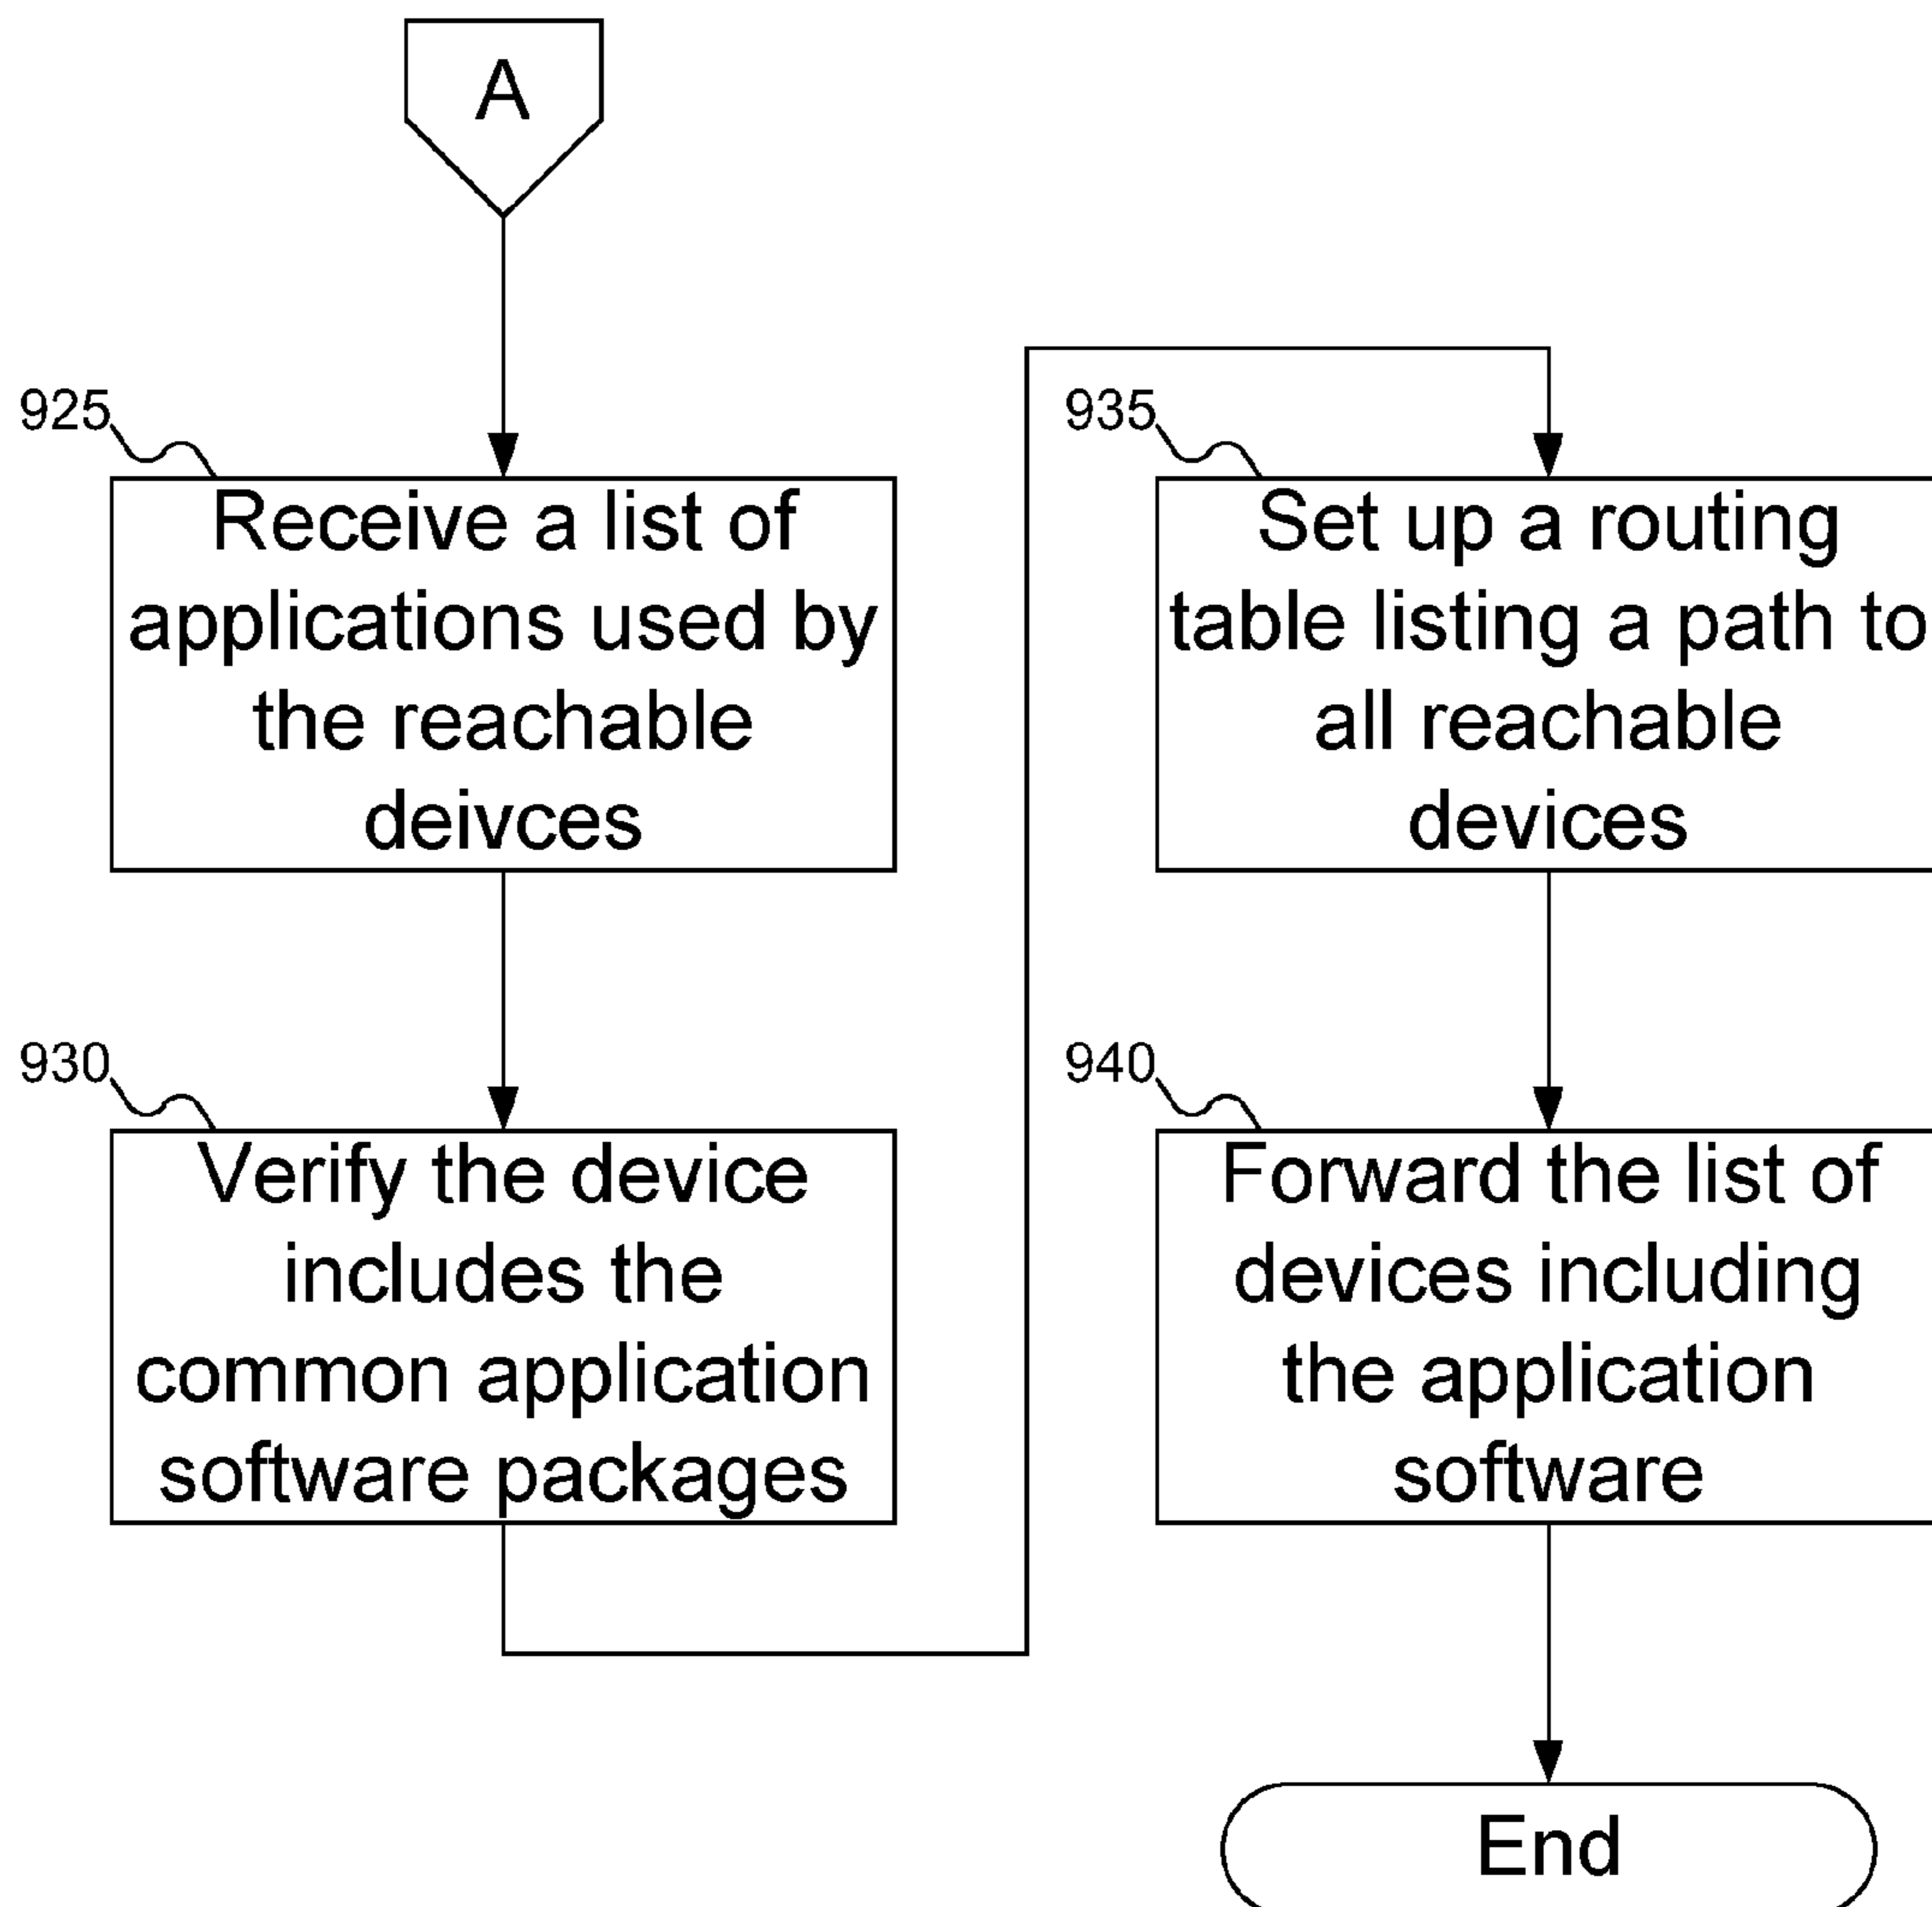 A
925
Receive a list of
applications used by
the reachable
deivces
930
Verify the device
includes the
common application
software packages
935
Set up a routing
table listing a path to
all reachable
devices
940
Forward the list of
devices including
the application
software
End